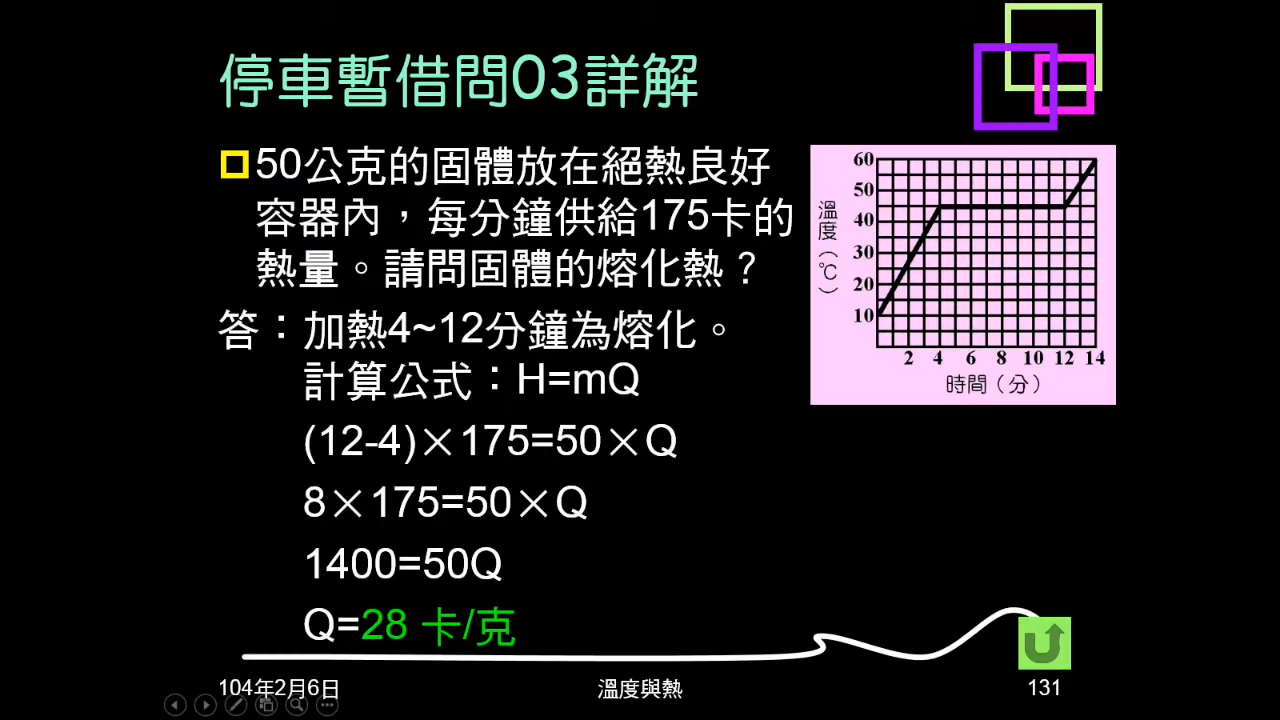 停車暫借問03詳解
50公克的固體放在絕熱良好
容器內，每分鐘供給175卡的
熱量。請問固體的熔化熱？
答：加熱4~12分鐘為熔化。
計算公式：H=mQ
(12-4)×175=50×Q
8×175=50×Q
1400=50Q
Q=28 卡/克
溫度（℃）
60
50
40
30
20
10
2 4 6 8 10 12 14
時間（分）
104年2月6日
溫度與熱
131